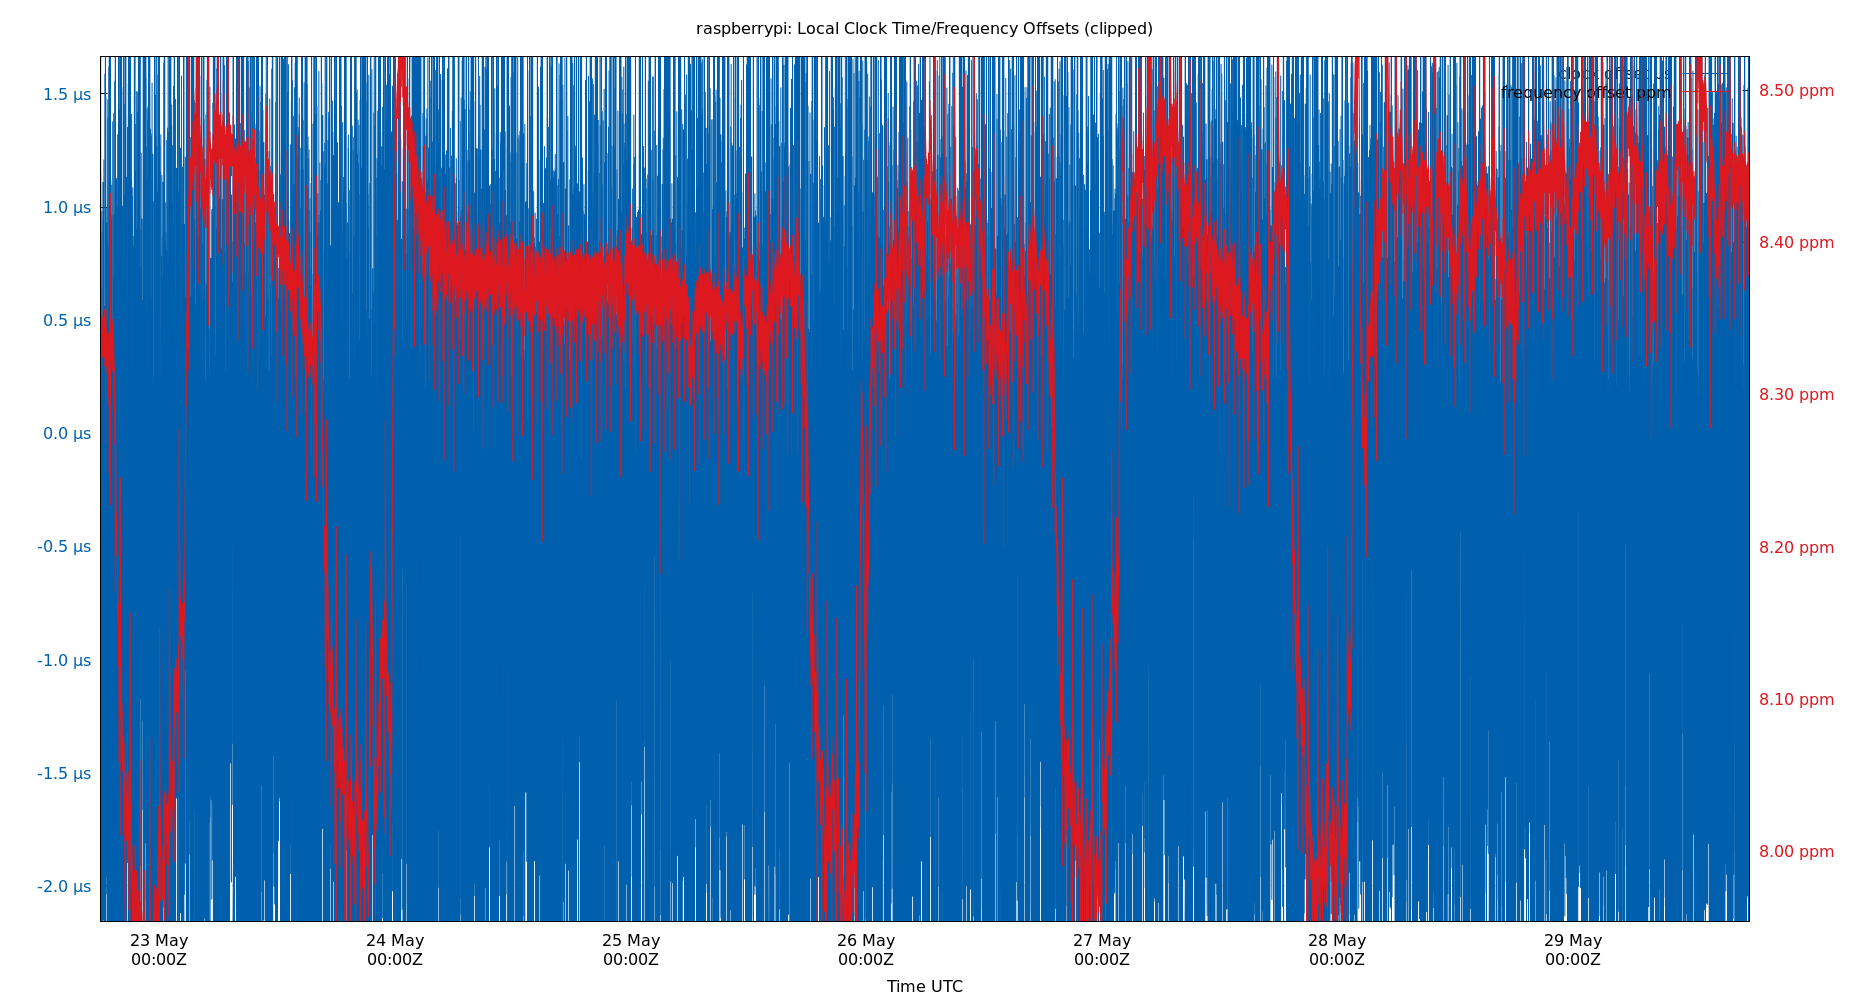 raspberrypi: Local Clock Time/Frequency Offsets (clipped)
clock offset µs
frequency offset ppm
1.5 µs
1.0 µs
0.5 µs
0.0 µs
-0.5 µs
-1.0 µs
-1.5 µs
-2.0 µs
8.50 ppm
8.40 ppm
8.30 ppm
8.20 ppm
8.10 ppm
8.00 ppm
23 May
00:00Z
24 May
00:00Z
25 May
00:00Z
26 May
00:00Z
27 May
00:00Z
28 May
00:00Z
29 May
00:00Z
Time UTC